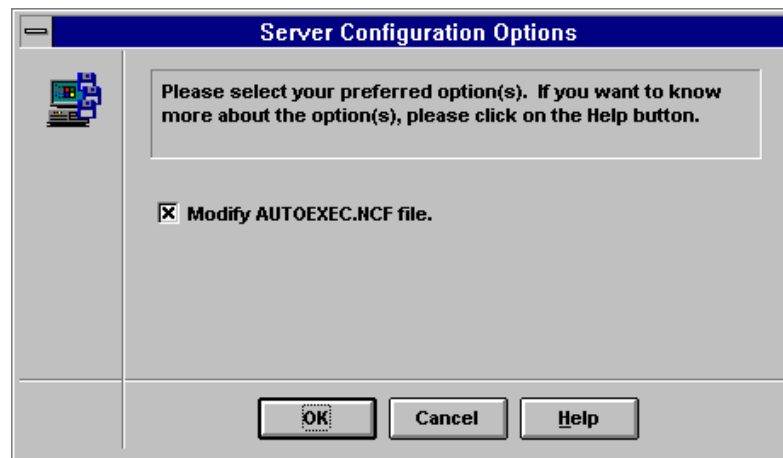 Server Configuration Options
Please select your preferred option(s).  If you want to know
more about the option(s), please click on the Help button.
Modify AUTOEXEC.NCF file.
OK
Cancel
Help